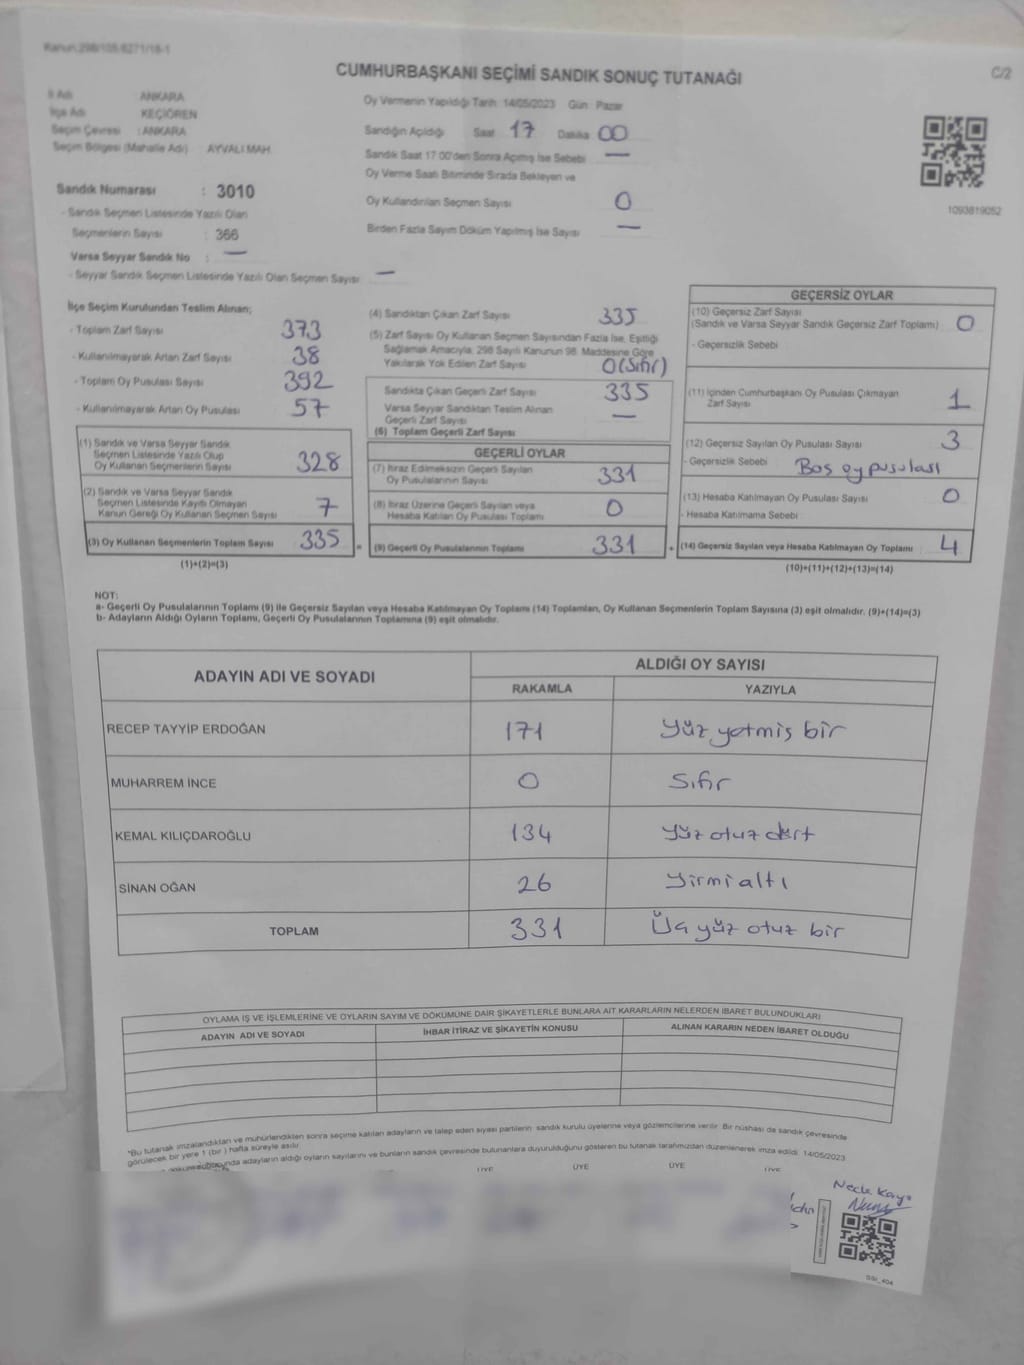 Kanun:298/105,6271/16-1
C/2
CUMHURBAŞKANI SEÇİMİ SANDIK SONUÇ TUTANAĞI
İl Adı : ANKARA
İlçe Adı : KEÇİÖREN
Seçim Çevresi : ANKARA
Seçim Bölgesi (Mahalle Adı) : AYVALI MAH.
Sandık Numarası : 3010
- Sandık Seçmen Listesinde Yazılı Olan
Seçmenlerin Sayısı : 366
Varsa Seyyar Sandık No : —
- Seyyar Sandık Seçmen Listesinde Yazılı Olan Seçmen Sayısı: —
Oy Vermenin Yapıldığı Tarih: 14/05/2023 Gün: Pazar
Sandığın Açıldığı Saat 17 Dakika 00
Sandık Saat 17:00'den Sonra Açılmış İse Sebebi —
Oy Verme Saati Bitiminde Sırada Bekleyen ve
Oy Kullandırılan Seçmen Sayısı 0
Birden Fazla Sayım Döküm Yapılmış İse Sayısı —
1093819052
İlçe Seçim Kurulundan Teslim Alınan;
- Toplam Zarf Sayısı 373
- Kullanılmayarak Artan Zarf Sayısı 38
- Toplam Oy Pusulası Sayısı 392
- Kullanılmayarak Artan Oy Pusulası 57
(1) Sandık ve Varsa Seyyar Sandık
Seçmen Listesinde Yazılı Olup
Oy Kullanan Seçmenlerin Sayısı 328
(2) Sandık ve Varsa Seyyar Sandık
Seçmen Listesinde Kayıtlı Olmayan
Kanun Gereği Oy Kullanan Seçmen Sayısı 7
(3) Oy Kullanan Seçmenlerin Toplam Sayısı 335 =
(1)+(2)=(3)
(4) Sandıktan Çıkan Zarf Sayısı 335
(5) Zarf Sayısı Oy Kullanan Seçmen Sayısından Fazla İse, Eşitliği
Sağlamak Amacıyla; 298 Sayılı Kanunun 98. Maddesine Göre
Yakılarak Yok Edilen Zarf Sayısı 0(Sıfır)
Sandıkta Çıkan Geçerli Zarf Sayısı 335
Varsa Seyyar Sandıktan Teslim Alınan
Geçerli Zarf Sayısı —
(6) Toplam Geçerli Zarf Sayısı
GEÇERLİ OYLAR
(7) İtiraz Edilmeksizin Geçerli Sayılan
Oy Pusulalarının Sayısı 331
(8) İtiraz Üzerine Geçerli Sayılan veya
Hesaba Katılan Oy Pusulası Toplamı 0
(9) Geçerli Oy Pusulalarının Toplamı 331 +
GEÇERSİZ OYLAR
(10) Geçersiz Zarf Sayısı
(Sandık ve Varsa Seyyar Sandık Geçersiz Zarf Toplamı) 0
- Geçersizlik Sebebi
(11) İçinden Cumhurbaşkanı Oy Pusulası Çıkmayan
Zarf Sayısı 1
(12) Geçersiz Sayılan Oy Pusulası Sayısı 3
- Geçersizlik Sebebi Boş oy pusulası
(13) Hesaba Katılmayan Oy Pusulası Sayısı 0
- Hesaba Katılmama Sebebi
(14) Geçersiz Sayılan veya Hesaba Katılmayan Oy Toplamı 4
(10)+(11)+(12)+(13)=(14)
NOT:
a- Geçerli Oy Pusulalarının Toplamı (9) ile Geçersiz Sayılan veya Hesaba Katılmayan Oy Toplamı (14) Toplamları, Oy Kullanan Seçmenlerin Toplam Sayısına (3) eşit olmalıdır. (9)+(14)=(3)
b- Adayların Aldığı Oyların Toplamı, Geçerli Oy Pusulalarının Toplamına (9) eşit olmalıdır.
ADAYIN ADI VE SOYADI ALDIĞI OY SAYISI
RAKAMLA YAZIYLA
RECEP TAYYİP ERDOĞAN 171 Yüz yetmiş bir
MUHARREM İNCE 0 Sıfır
KEMAL KILIÇDAROĞLU 134 Yüz otuz dört
SİNAN OĞAN 26 Yirmi altı
TOPLAM 331 Üç yüz otuz bir
OYLAMA İŞ VE İŞLEMLERİNE VE OYLARIN SAYIM VE DÖKÜMÜNE DAİR ŞİKAYETLERLE BUNLARA AİT KARARLARIN NELERDEN İBARET BULUNDUKLARI
ADAYIN ADI VE SOYADI İHBAR İTİRAZ VE ŞİKAYETİN KONUSU ALINAN KARARIN NEDEN İBARET OLDUĞU
*Bu tutanak imzalandıktan ve mühürlendikten sonra seçime katılan adayların ve talep eden siyasi partilerin sandık kurulu üyelerine veya gözlemcilerine verilir. Bir nüshası da sandık çevresinde
görülecek bir yere 1 (bir) hafta süreyle asılır.
adayların aldığı oyların sayılarını ve bunların sandık çevresinde bulunanlara duyurulduğunu gösteren bu tutanak tarafımızdan düzenlenerek imza edildi. 14/05/2023
ÜYE ÜYE ÜYE ÜYE